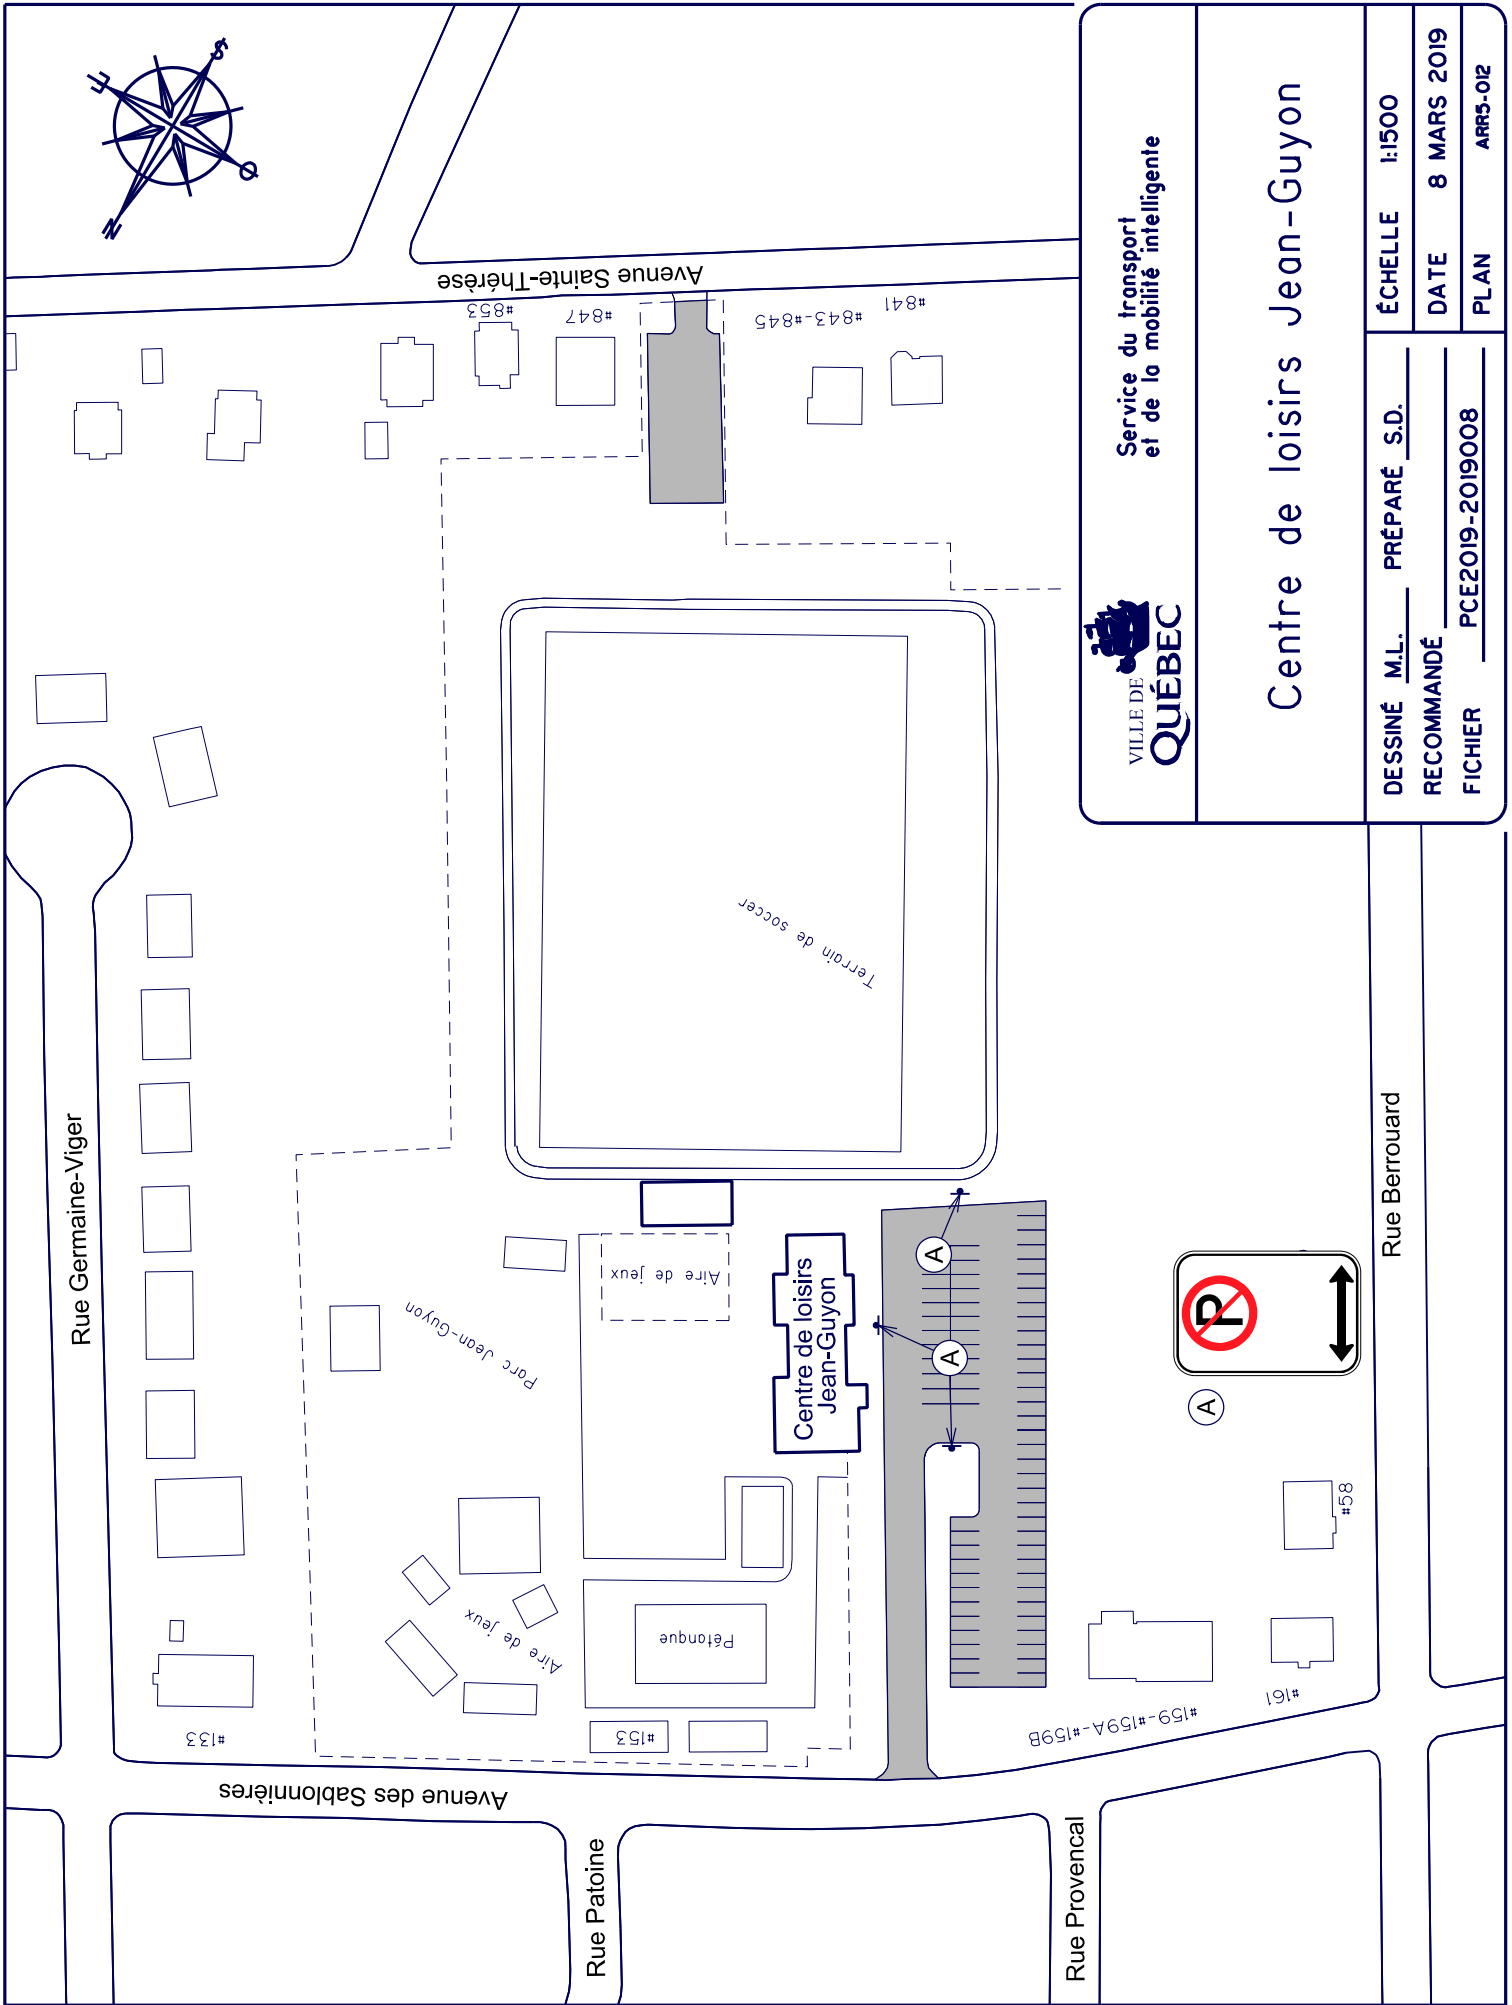 N
E
S
O
Avenue Sainte-Thérèse
#853
#847
#843-#845
#841
Rue Germaine-Viger
Terrain de soccer
Parc Jean-Guyon
Aire de jeux
Centre de loisirs
Jean-Guyon
A
A
Aire de jeux
Pétanque
#133
#153
#159-#159A-#159B
#161
#58
Rue Berrouard
A
P
Avenue des Sablonnières
Rue Patoine
Rue Provencal
VILLE DE
QUÉBEC
Service du transport
et de la mobilité intelligente
Centre de loisirs Jean-Guyon
DESSINÉ M.L. PRÉPARÉ S.D.
RECOMMANDÉ
FICHIER PCE2019-2019008
ÉCHELLE 1:1500
DATE 8 MARS 2019
PLAN ARR5-012